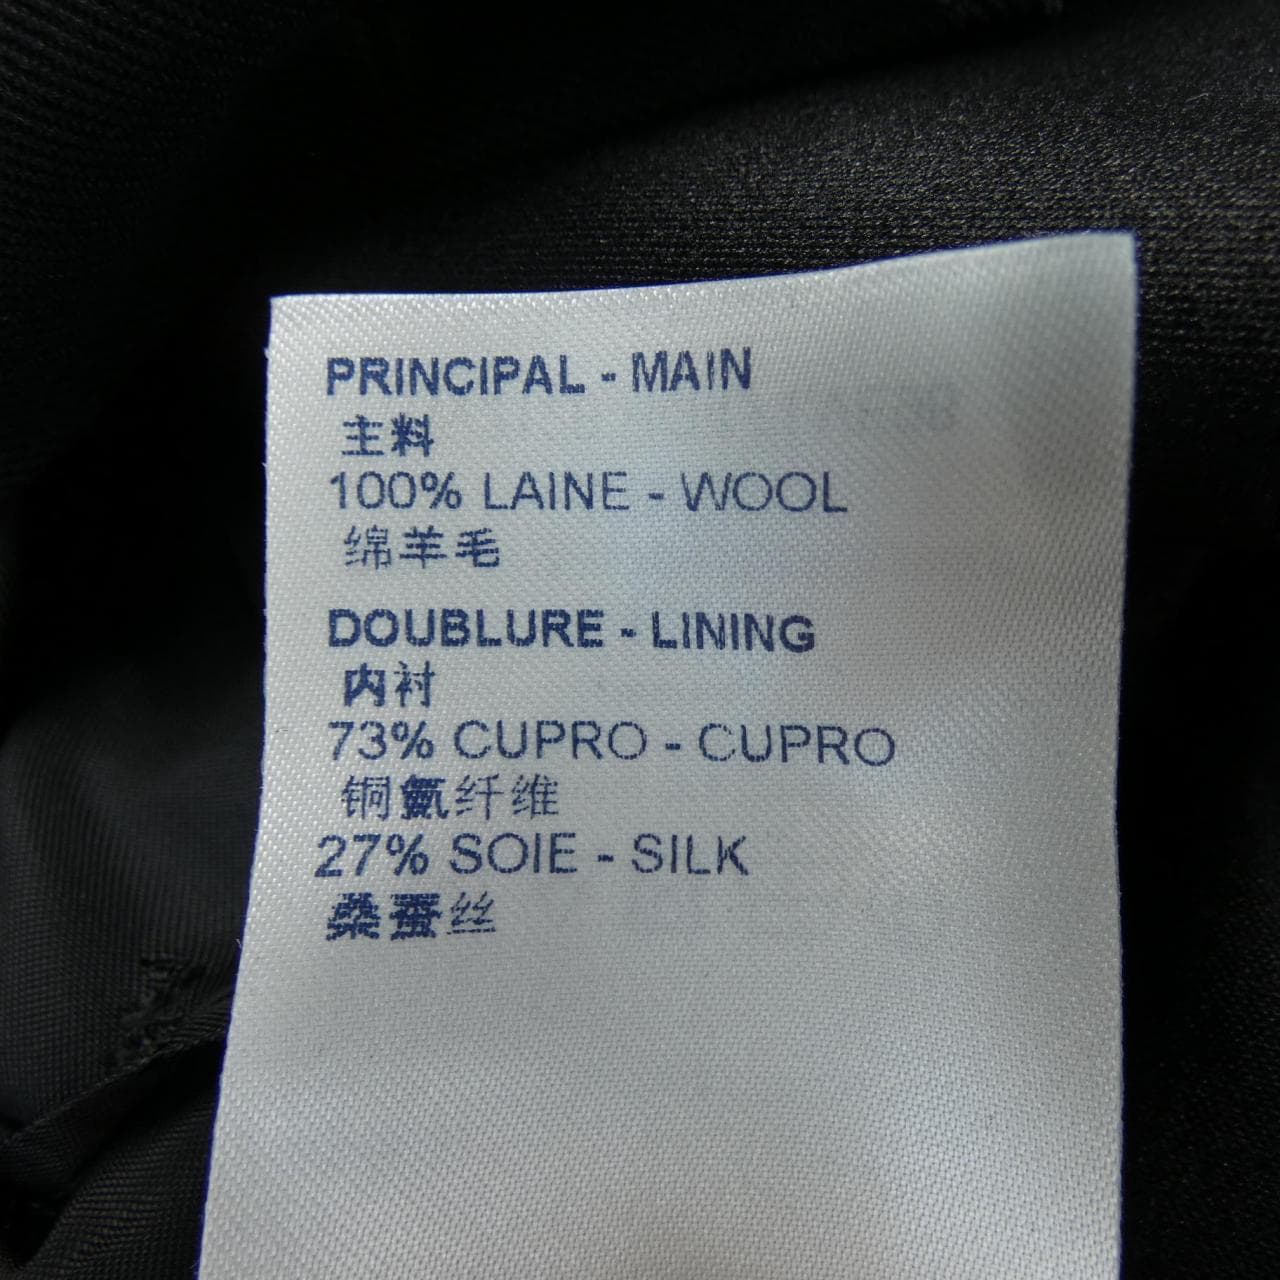 PRINCIPAL - MAIN
主料
100% LAINE - WOOL
绵羊毛
DOUBLURE - LINING
内衬
73% CUPRO - CUPRO
铜氨纤维
27% SOIE - SILK
桑蚕丝